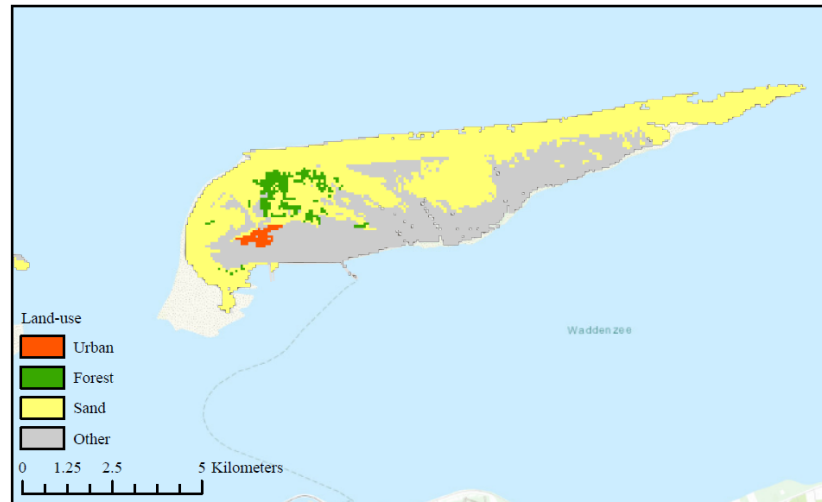 Waddenzee
Land-use
Urban
Forest
Sand
Other
0 1.25 2.5 5 Kilometers